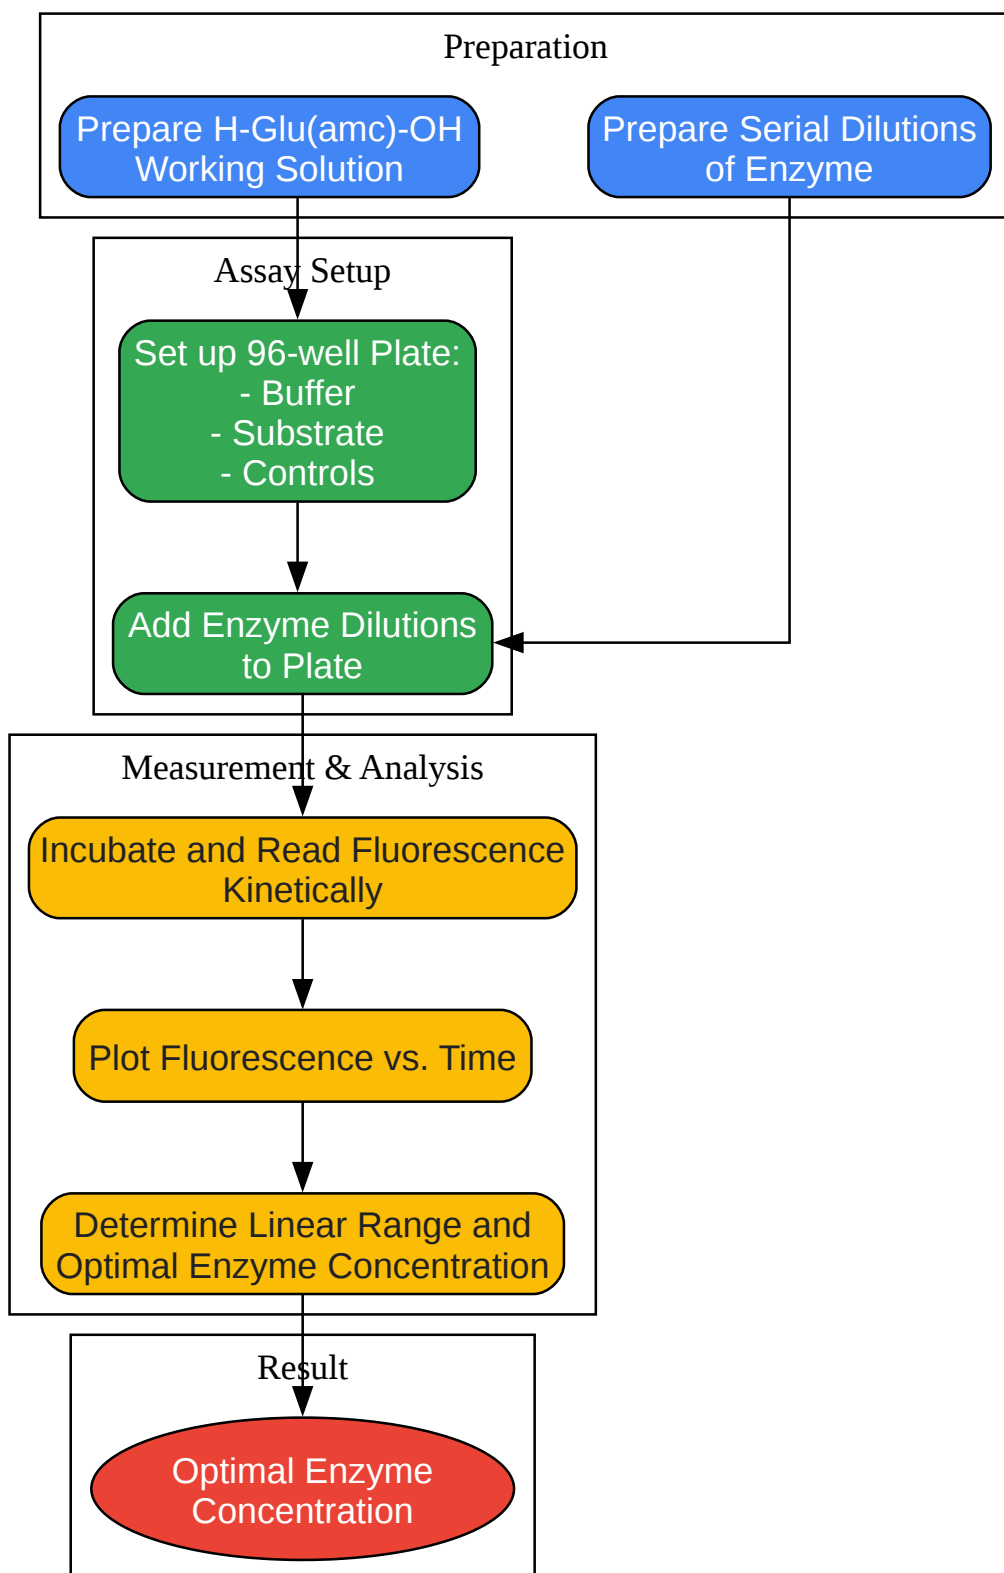 Preparation
Prepare H-Glu(amc)-OH
Working Solution
Prepare Serial Dilutions
of Enzyme
Assay Setup
Set up 96-well Plate:
- Buffer
- Substrate
- Controls
Add Enzyme Dilutions
to Plate
Measurement & Analysis
Incubate and Read Fluorescence
Kinetically
Plot Fluorescence vs. Time
Determine Linear Range and
Optimal Enzyme Concentration
Result
Optimal Enzyme
Concentration